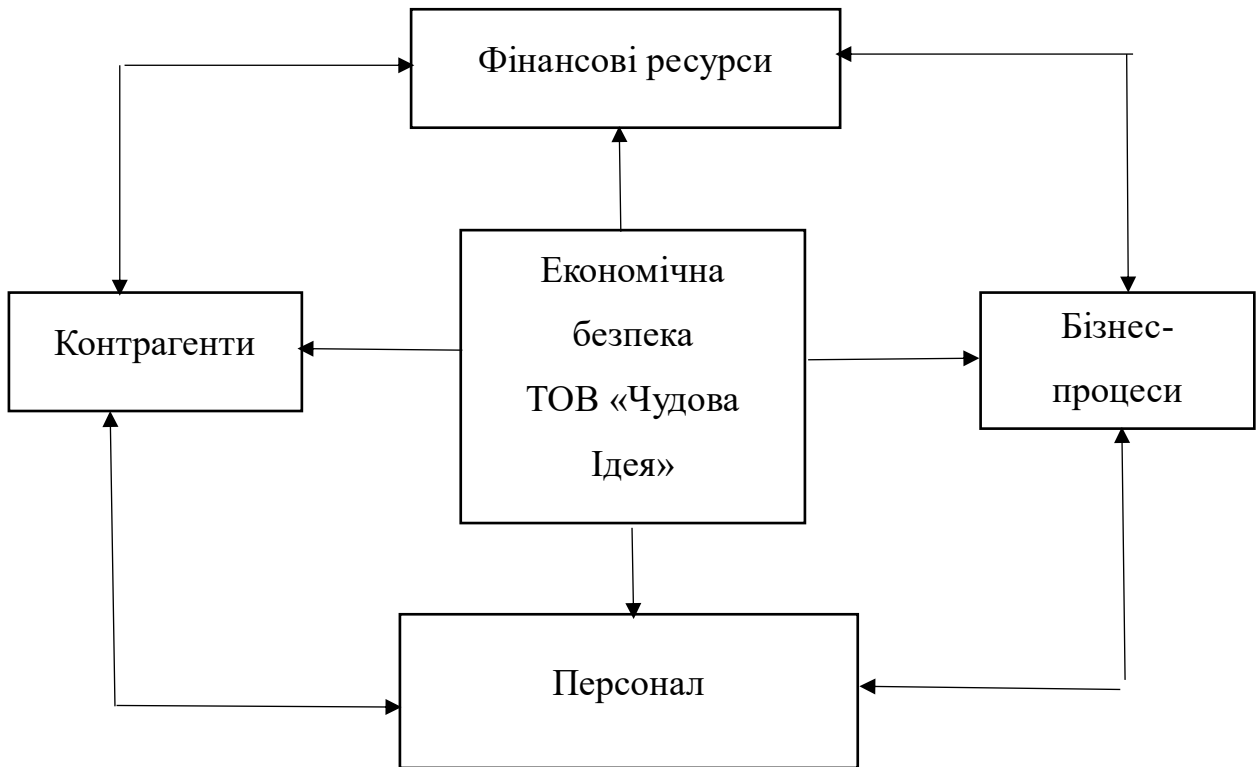 Фінансові ресурси
Економічна
безпека
ТОВ «Чудова
Ідея»
Контрагенти
Бізнес-
процеси
Персонал